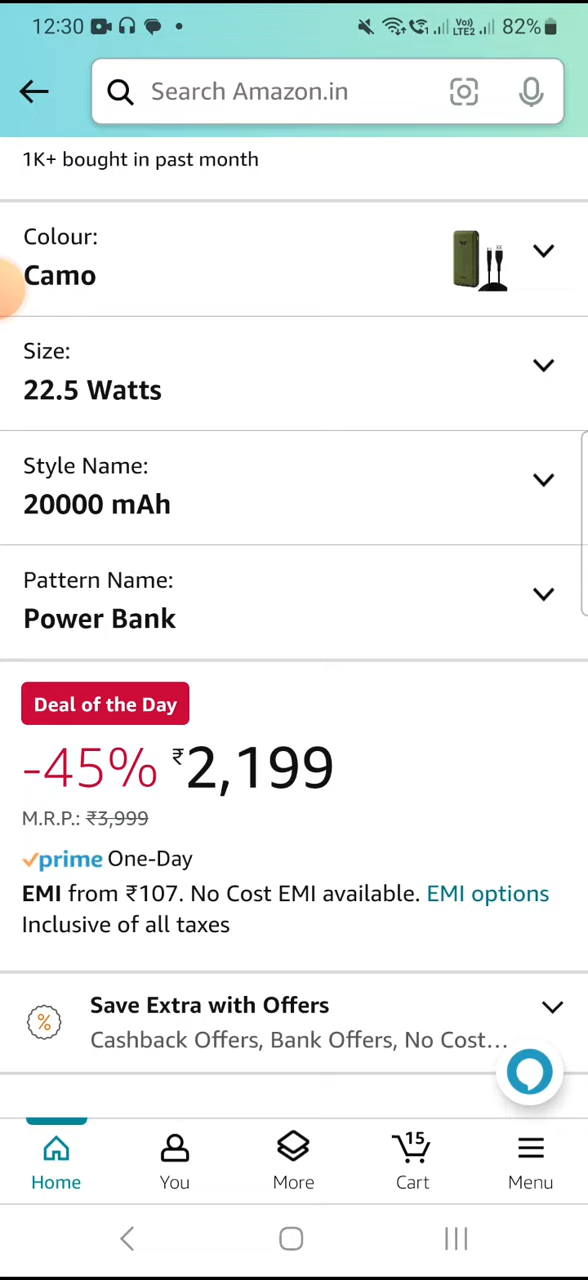 12:30 Vo) LTE2 82%
Search Amazon.in
1K+ bought in past month
Colour:
Camo
Size:
22.5 Watts
Style Name:
20000 mAh
Pattern Name:
Power Bank
Deal of the Day
-45% ₹2,199
M.R.P.: ₹3,999
prime One-Day
EMI from ₹107. No Cost EMI available. EMI options
Inclusive of all taxes
Save Extra with Offers
Cashback Offers, Bank Offers, No Cost...
15
Home You More Cart Menu